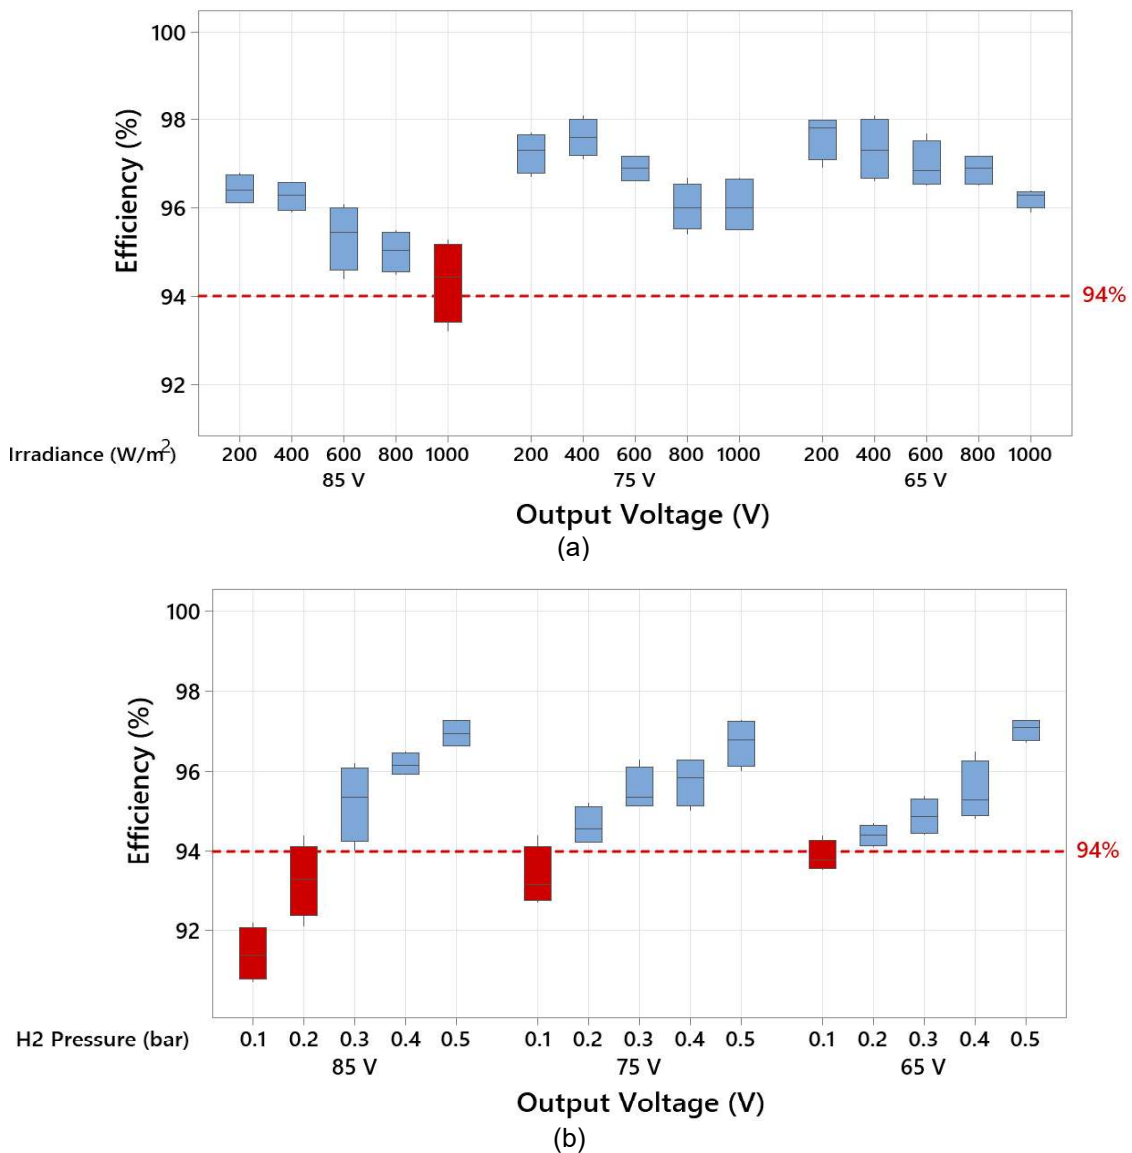 100
98
96
94
92
Efficiency (%)
94%
Irradiance (W/m2)
200 400 600 800 1000 200 400 600 800 1000 200 400 600 800 1000
85 V 75 V 65 V
Output Voltage (V)
(a)
100
98
96
94
92
Efficiency (%)
94%
H2 Pressure (bar)
0.1 0.2 0.3 0.4 0.5 0.1 0.2 0.3 0.4 0.5 0.1 0.2 0.3 0.4 0.5
85 V 75 V 65 V
Output Voltage (V)
(b)